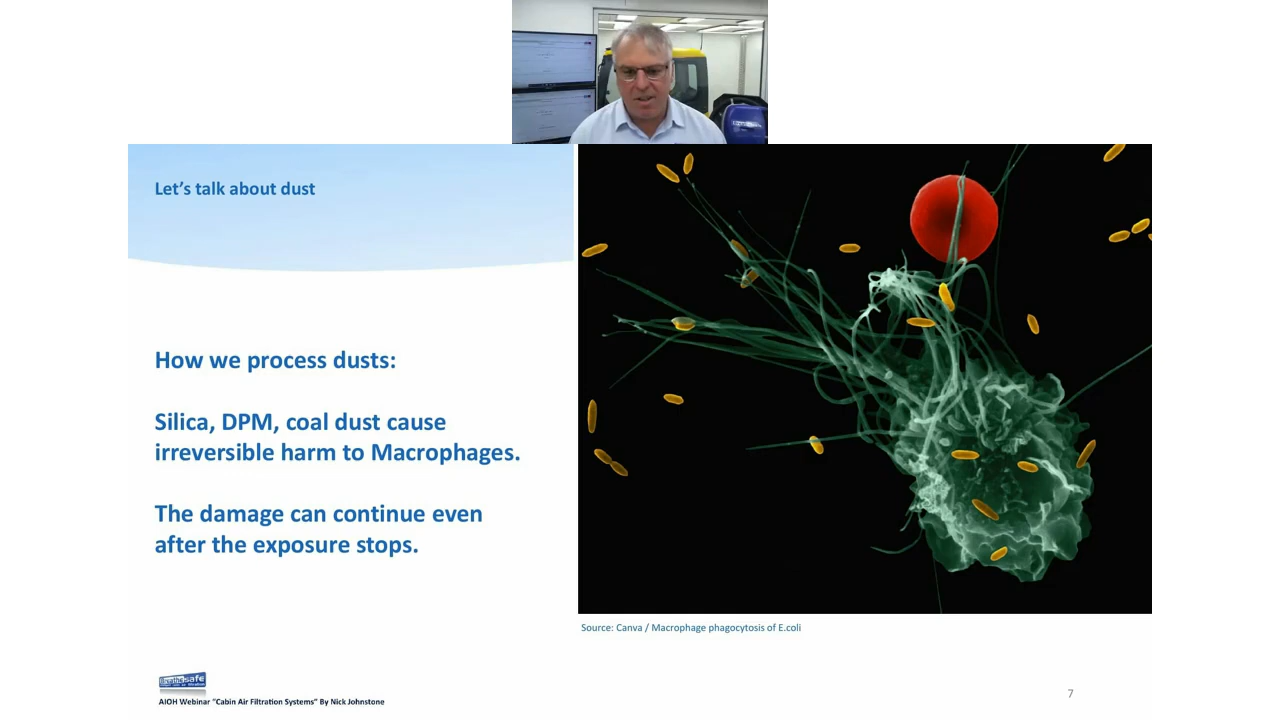 Let's talk about dust
How we process dusts:
Silica, DPM, coal dust cause
irreversible harm to Macrophages.
The damage can continue even
after the exposure stops.
Source: Canva / Macrophage phagocytosis of E.coli
Breathe safe
AIOH Webinar "Cabin Air Filtration Systems" By Nick Johnstone
7